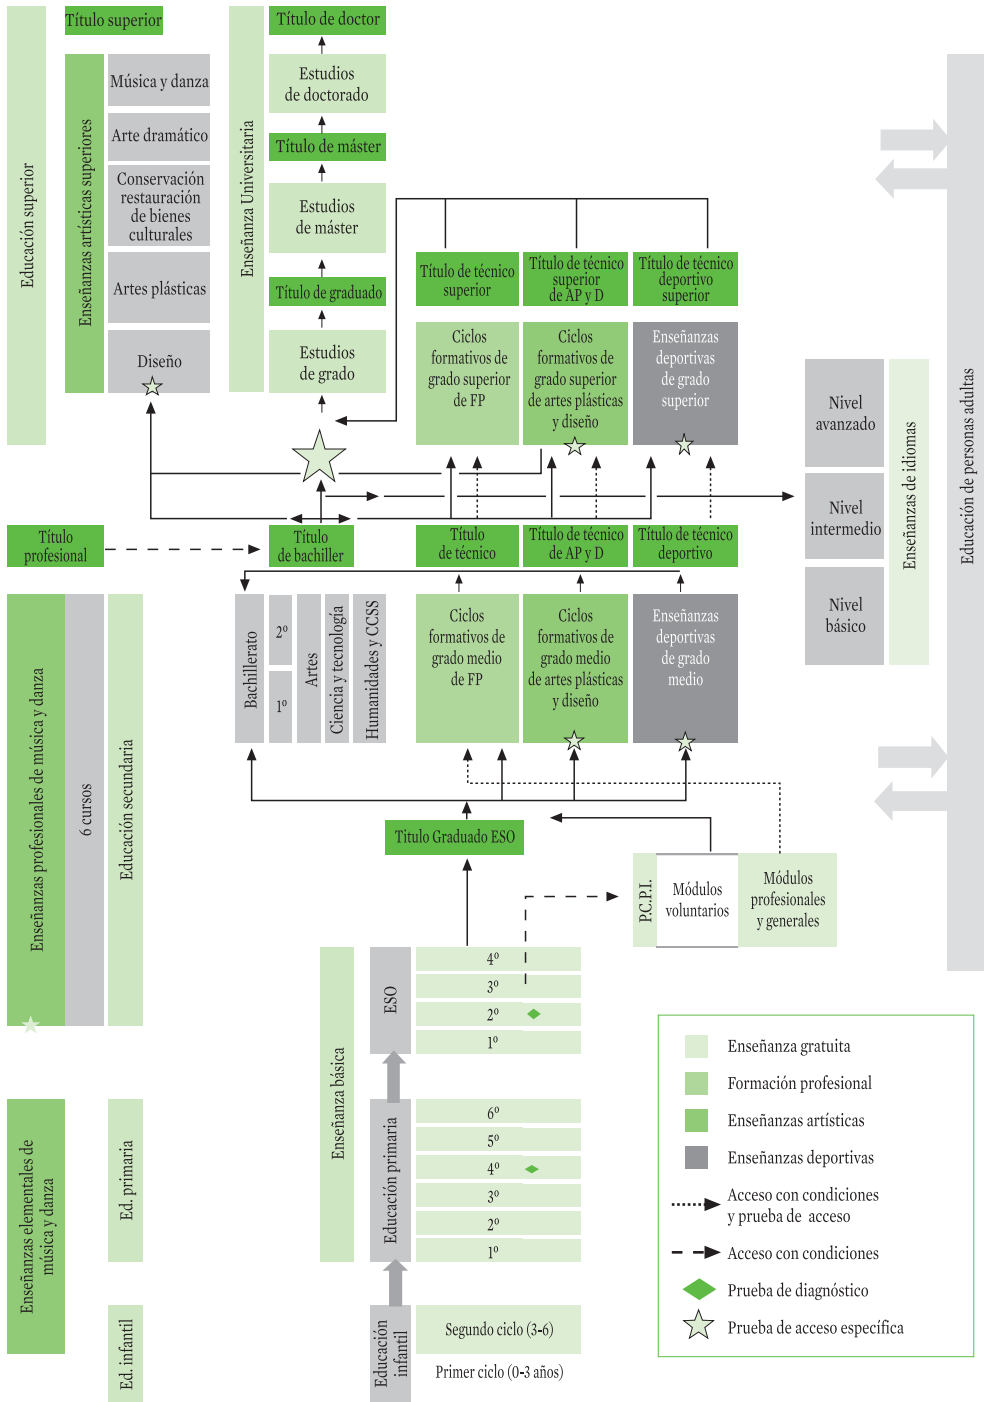 Título superior
Título de doctor
Educación superior
Enseñanzas artísticas superiores
Música y danza
Arte dramático
Conservación
restauración
de bienes
culturales
Artes plásticas
Diseño
Enseñanza Universitaria
Estudios
de doctorado
Título de máster
Estudios
de máster
Título de graduado
Estudios
de grado
Título de técnico
superior
Título de técnico
superior
de AP y D
Título de técnico
deportivo
superior
Ciclos
formativos de
grado superior
de FP
Ciclos
formativos de
grado superior
de artes plásticas
y diseño
Enseñanzas
deportivas
de grado
superior
Nivel
avanzado
Nivel
intermedio
Nivel
básico
Enseñanzas de idiomas
Educación de personas adultas
Título
profesional
Título
de bachiller
Título
de técnico
Título de técnico
de AP y D
Título de técnico
deportivo
Enseñanzas profesionales de música y danza
6 cursos
Educación secundaria
Bachillerato
2º
1º
Artes
Ciencia y tecnología
Humanidades y CCSS
Ciclos
formativos de
grado medio
de FP
Ciclos
formativos de
grado medio
de artes plásticas
y diseño
Enseñanzas
deportivas
de grado
medio
Titulo Graduado ESO
P.C.P.I.
Módulos
voluntarios
Módulos
profesionales
y generales
Enseñanza básica
ESO
4º
3º
2º
1º
Enseñanzas elementales de
música y danza
Ed. primaria
Educación primaria
6º
5º
4º
3º
2º
1º
Ed. infantil
Educación
infantil
Segundo ciclo (3-6)
Primer ciclo (0-3 años)
Enseñanza gratuita
Formación profesional
Enseñanzas artísticas
Enseñanzas deportivas
Acceso con condiciones
y prueba de acceso
Acceso con condiciones
Prueba de diagnóstico
Prueba de acceso específica